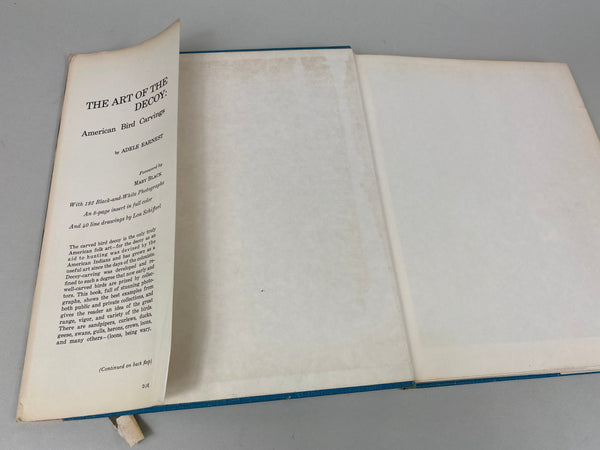 THE ART OF THE
DECOY:
American Bird Carvings
by ADELE EARNEST
Foreword by
MARY BLACK
With 192 Black-and-White Photographs
An 8-page insert in full color
And 40 line drawings by Lou Schifferl
The carved bird decoy is the only truly
American folk art—for the decoy as an
aid to hunting was devised by the
American Indians and has grown as a
useful art since the days of the colonists.
Decoy-carving was developed and re-
fined to such a degree that now early and
well-carved birds are prized by collec-
tors. This book, full of stunning photo-
graphs, shows the best examples from
both public and private collections, and
gives the reader an idea of the great
range, vigor, and variety of the birds.
There are sandpipers, curlews, ducks,
geese, swans, gulls, herons, crows, loons,
and many others—(loons, being wary,
(Continued on back flap)